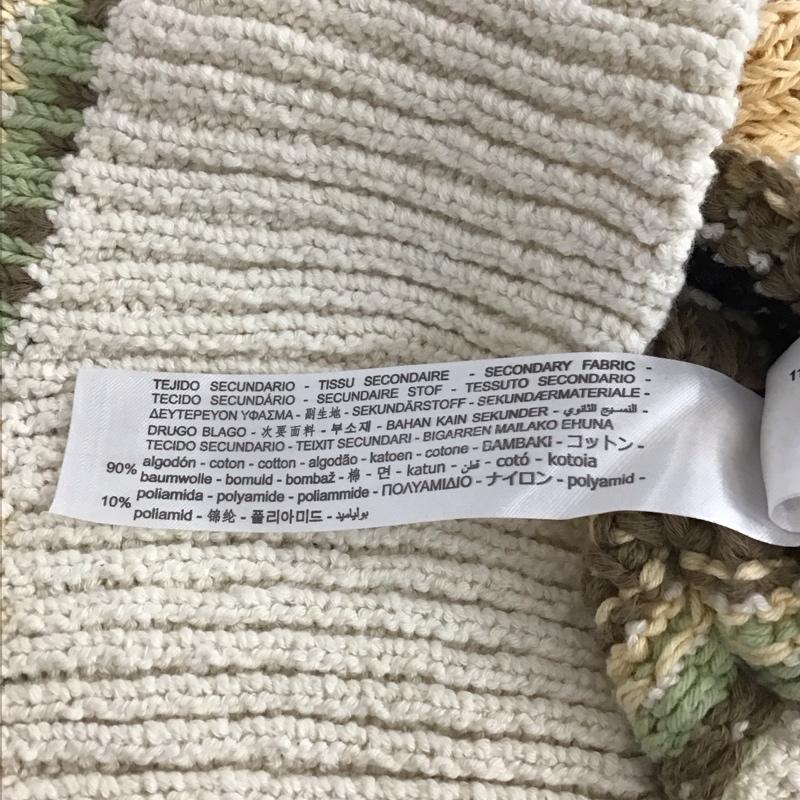 TEJIDO SECUNDARIO - TISSU SECONDAIRE - SECONDARY FABRIC -
TECIDO SECUNDÁRIO - SECUNDAIRE STOF - TESSUTO SECONDARIO -
ΔΕΥΤΕΡΕΥΟΝ ΥΦΑΣΜΑ - 副生地 - SEKUNDÄRSTOFF - SEKUNDÆRMATERIALE -
DRUGO BLAGO - 次要面料 - 부소재 - BAHAN KAIN SEKUNDER - النسيج الثانوي -
TECIDO SECUNDARIO - TEIXIT SECUNDARI - BIGARREN MAILAKO EHUNA
90% algodón - coton - cotton - algodão - katoen - cotone - ΒΑΜΒΑΚΙ - コットン -
baumwolle - bomuld - bombaž - 棉 - 면 - katun - قطن - cotó - kotoia
10% poliamida - polyamide - poliammide - ΠΟΛΥΑΜΙΔΙΟ - ナイロン - polyamid -
poliamid - 锦纶 - 폴리아미드 - بولياميد
11